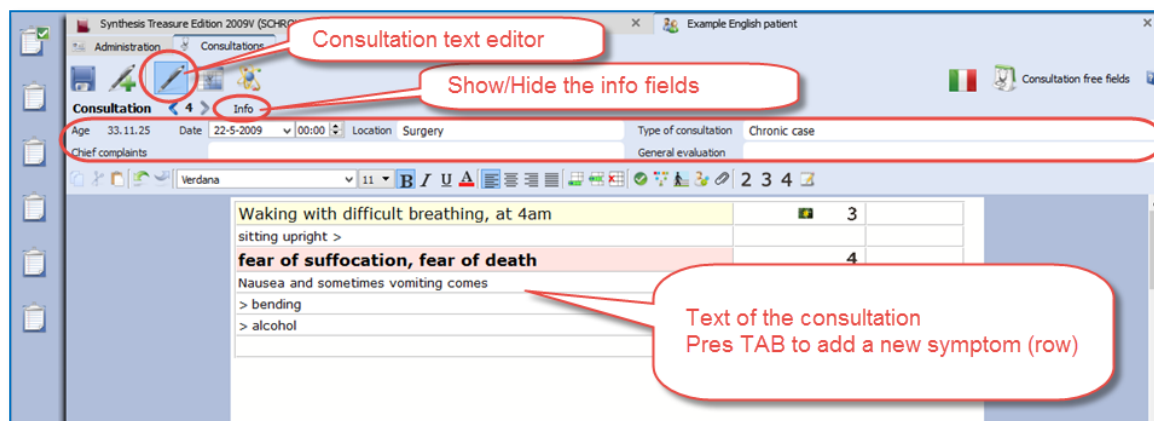 Synthesis Treasure Edition 2009V (SCHRO
Example English patient
Administration Consultations
Consultation text editor
Show/Hide the info fields
Consultation free fields
Consultation 4 Info
Age 33.11.25 Date 22-5-2009 00:00 Location Surgery Type of consultation Chronic case
Chief complaints General evaluation
Verdana 11 B I U A 2 3 4
Waking with difficult breathing, at 4am 3
sitting upright >
fear of suffocation, fear of death 4
Nausea and sometimes vomiting comes
> bending
> alcohol
Text of the consultation
Pres TAB to add a new symptom (row)